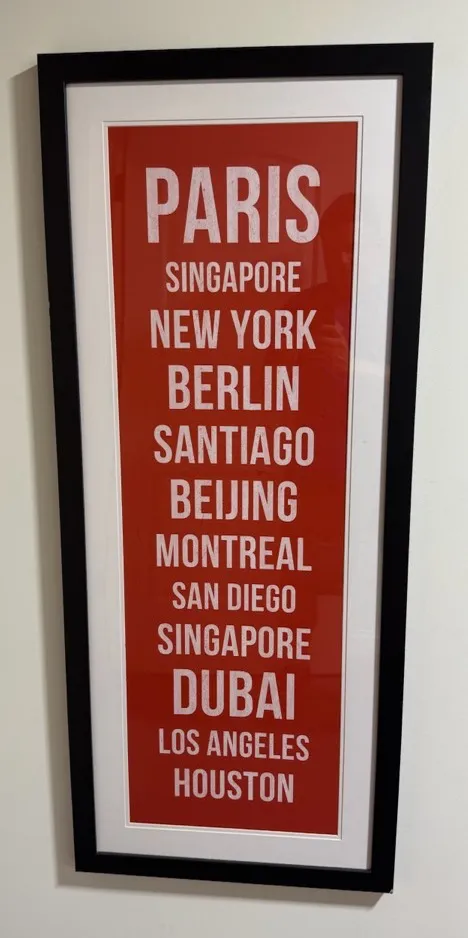 PARIS
SINGAPORE
NEW YORK
BERLIN
SANTIAGO
BEIJING
MONTREAL
SAN DIEGO
SINGAPORE
DUBAI
LOS ANGELES
HOUSTON